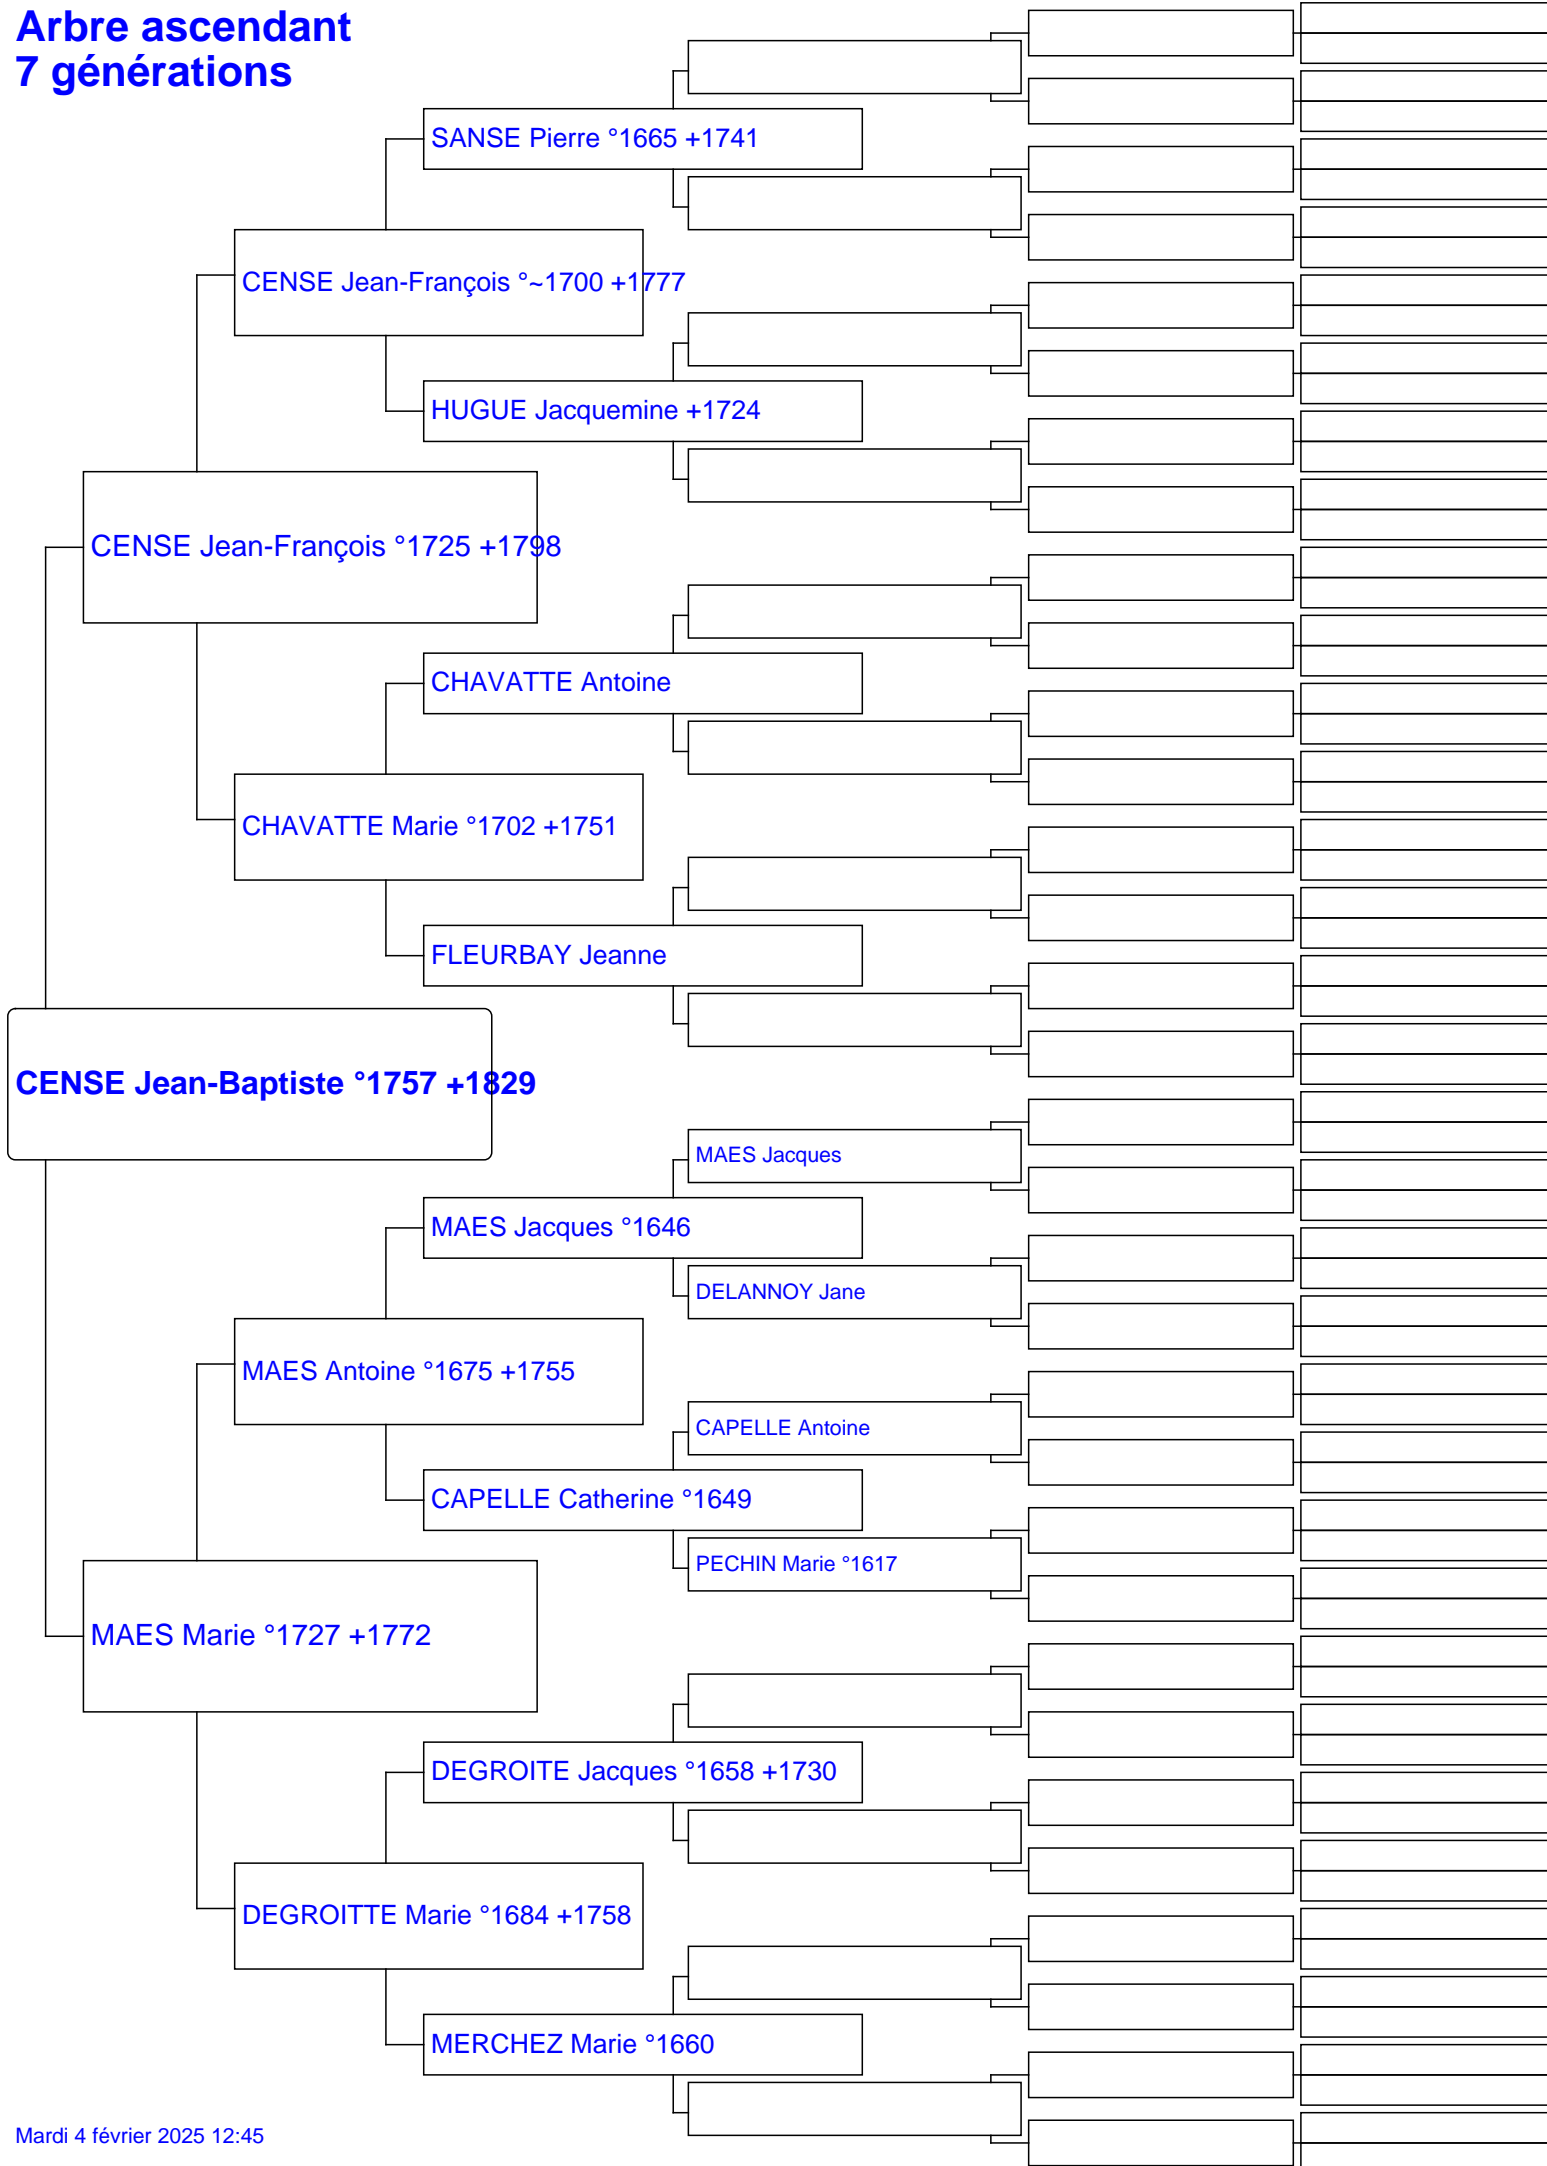 Arbre ascendant
7 générations
SANSE Pierre °1665 +1741
CENSE Jean-François °~1700 +1777
HUGUE Jacquemine +1724
CENSE Jean-François °1725 +1798
CHAVATTE Antoine
CHAVATTE Marie °1702 +1751
FLEURBAY Jeanne
CENSE Jean-Baptiste °1757 +1829
MAES Jacques
MAES Jacques °1646
DELANNOY Jane
MAES Antoine °1675 +1755
CAPELLE Antoine
CAPELLE Catherine °1649
PECHIN Marie °1617
MAES Marie °1727 +1772
DEGROITE Jacques °1658 +1730
DEGROITTE Marie °1684 +1758
MERCHEZ Marie °1660
Mardi 4 février 2025 12:45